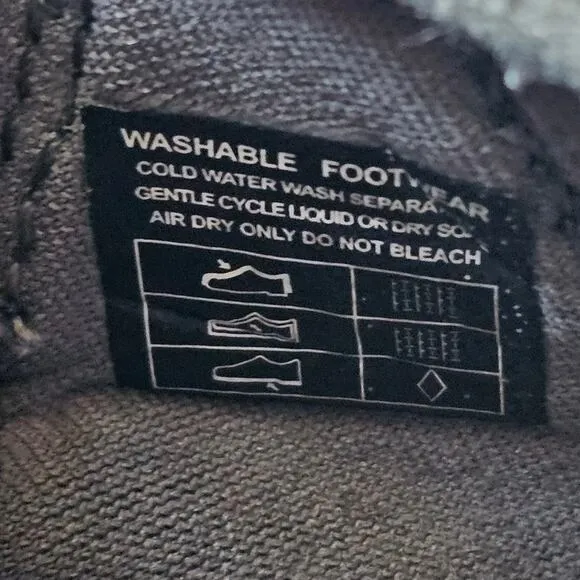 WASHABLE FOOTWEAR
COLD WATER WASH
GENTLE CYCLE LIQUID OR DRY
AIR DRY ONLY DO NOT BLEACH